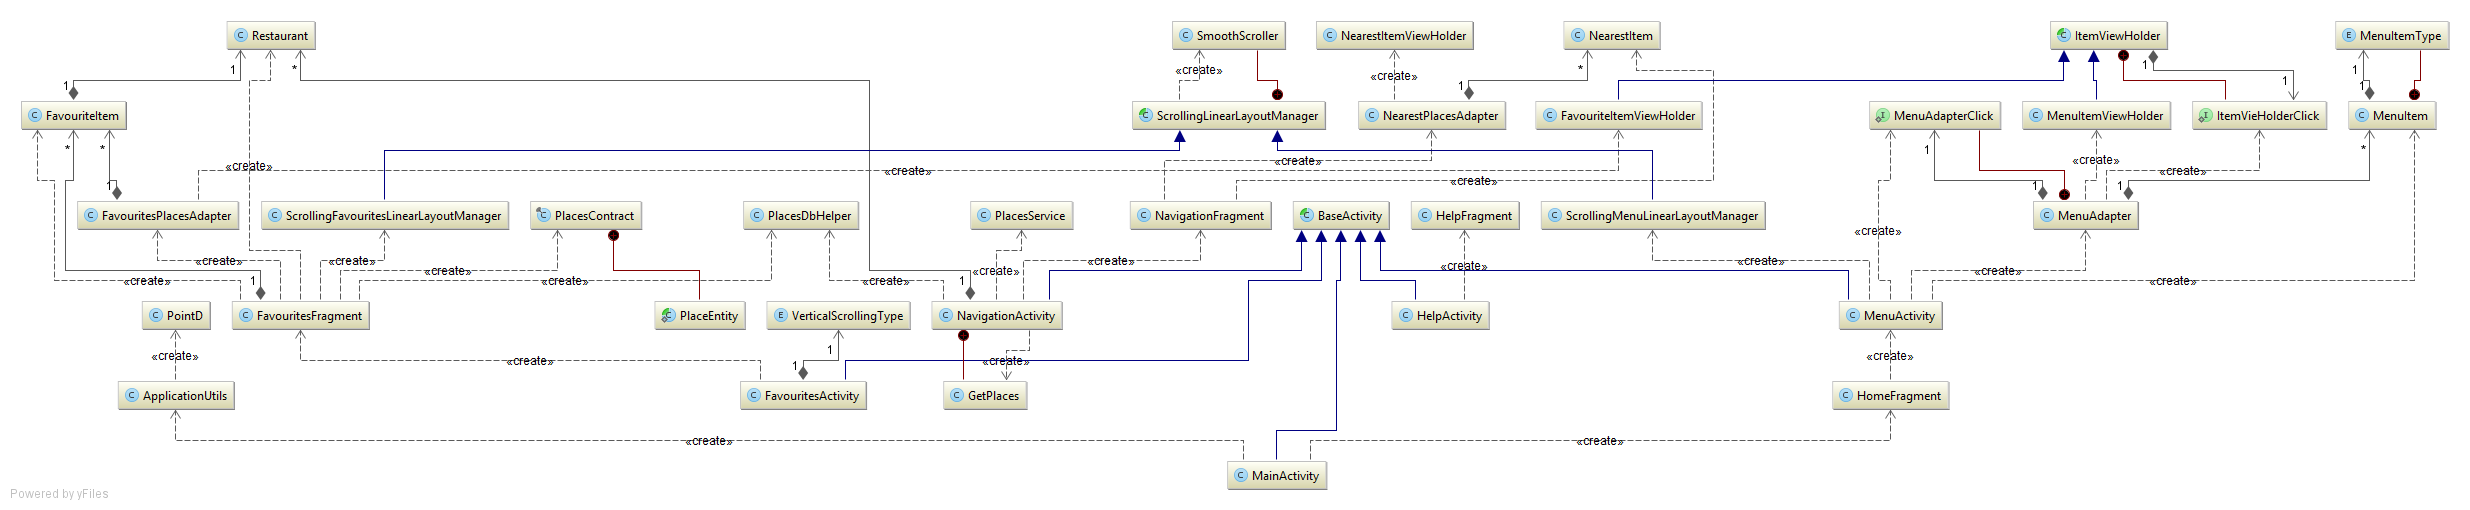 Restaurant
SmoothScroller
NearestItemViewHolder
NearestItem
ItemViewHolder
MenuItemType
1
*
«create»
«create»
*
1
1
1
1
1
1
FavouriteItem
ScrollingLinearLayoutManager
NearestPlacesAdapter
FavouriteItemViewHolder
MenuAdapterClick
MenuItemViewHolder
ItemVieHolderClick
MenuItem
*
*
«create»
«create»
«create»
1
«create»
«create»
*
1
«create»
1
1
FavouritesPlacesAdapter
ScrollingFavouritesLinearLayoutManager
PlacesContract
PlacesDbHelper
PlacesService
NavigationFragment
BaseActivity
HelpFragment
ScrollingMenuLinearLayoutManager
MenuAdapter
«create»
«create»
«create»
«create»
«create»
«create»
«create»
«create»
«create»
1
«create»
«create»
1
«create»
PointD
FavouritesFragment
PlaceEntity
VerticalScrollingType
NavigationActivity
HelpActivity
MenuActivity
«create»
«create»
1
1
«create»
«create»
ApplicationUtils
FavouritesActivity
GetPlaces
HomeFragment
«create»
«create»
MainActivity
Powered by yFiles